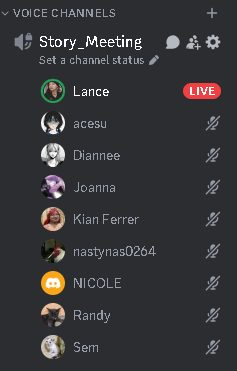 VOICE CHANNELS
Story_Meeting
Set a channel status
Lance LIVE
acesu
Diannee
Joanna
Kian Ferrer
nastynas0264
NICOLE
Randy
Sem